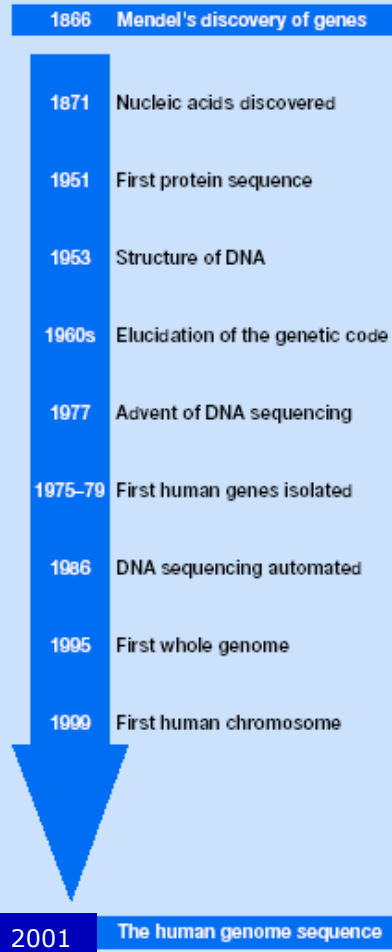 1866 Mendel's discovery of genes
1871 Nucleic acids discovered
1951 First protein sequence
1953 Structure of DNA
1960s Elucidation of the genetic code
1977 Advent of DNA sequencing
1975–79 First human genes isolated
1986 DNA sequencing automated
1995 First whole genome
1999 First human chromosome
2001 The human genome sequence